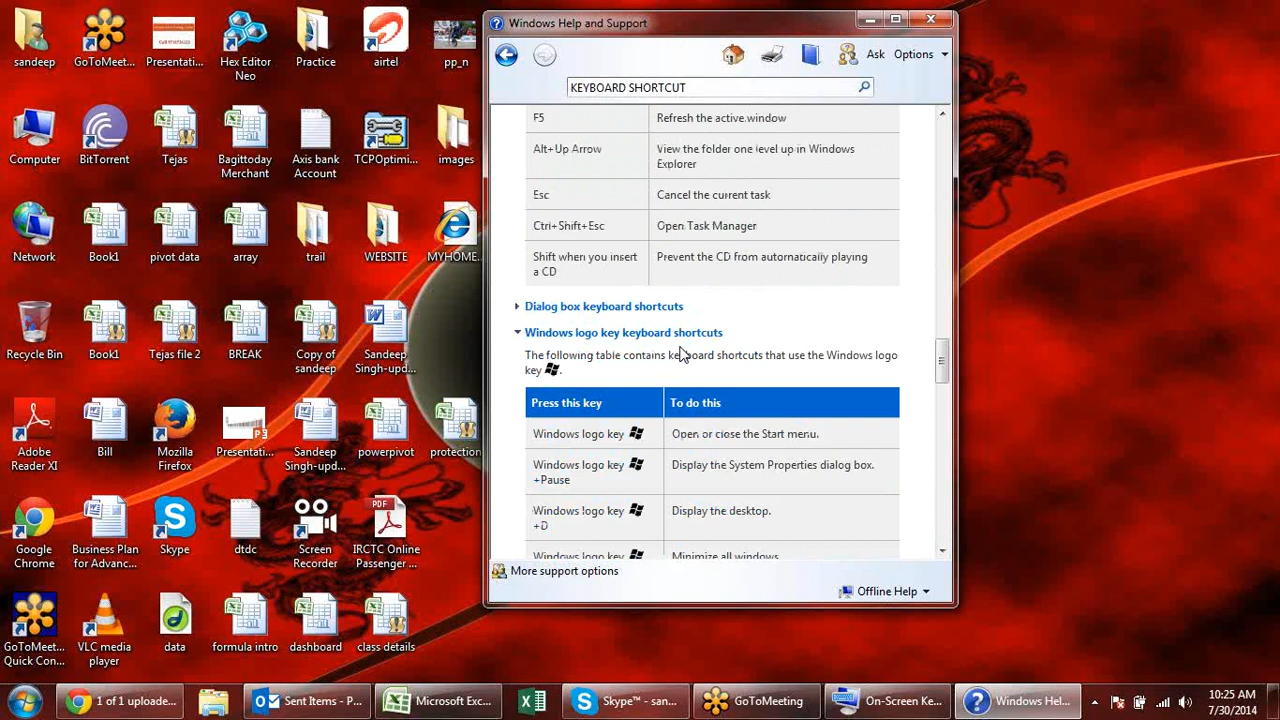 sandeep
GoToMeet...
Presentati...
Hex Editor
Neo
Practice
airtel
pp_n
Computer
BitTorrent
Tejas
Bagittoday
Merchant
Axis bank
Account
TCPOptimi...
images
Network
Book1
pivot data
array
trail
WEBSITE
MYHOME...
Recycle Bin
Book1
Tejas file 2
BREAK
Copy of
sandeep
Sandeep
Singh-upd...
Adobe
Reader XI
Bill
Mozilla
Firefox
Presentati...
Sandeep
Singh-upd...
powerpivot
protection
Google
Chrome
Business Plan
for Advanc...
Skype
dtdc
Screen
Recorder
PDF
IRCTC Online
Passenger ...
GoToMeet...
Quick Con...
VLC media
player
data
formula intro
dashboard
class details
Windows Help and Support
Ask Options
KEYBOARD SHORTCUT
F5 Refresh the active window
Alt+Up Arrow View the folder one level up in Windows
Explorer
Esc Cancel the current task
Ctrl+Shift+Esc Open Task Manager
Shift when you insert Prevent the CD from automatically playing
a CD
Dialog box keyboard shortcuts
Windows logo key keyboard shortcuts
The following table contains keyboard shortcuts that use the Windows logo
key .
Press this key To do this
Windows logo key Open or close the Start menu.
Windows logo key Display the System Properties dialog box.
+Pause
Windows logo key Display the desktop.
+D
Windows logo key Minimize all windows.
More support options
Offline Help
1 of 1 uploade...
Sent Items - P...
Microsoft Exc...
Skype™ - san...
GoToMeeting
On-Screen Ke...
Windows Hel...
10:25 AM
7/30/2014